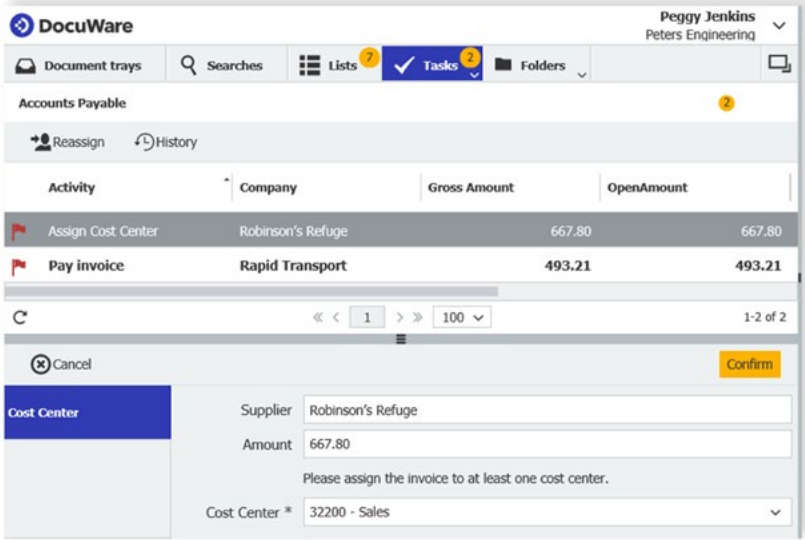 DocuWare
Peggy Jenkins
Peters Engineering
Document trays Searches Lists 7 Tasks 2 Folders
Accounts Payable 2
Reassign History
Activity Company Gross Amount OpenAmount
Assign Cost Center Robinson's Refuge 667.80 667.80
Pay invoice Rapid Transport 493.21 493.21
« < 1 > » 100 1-2 of 2
Cancel Confirm
Cost Center
Supplier Robinson's Refuge
Amount 667.80
Please assign the invoice to at least one cost center.
Cost Center * 32200 - Sales